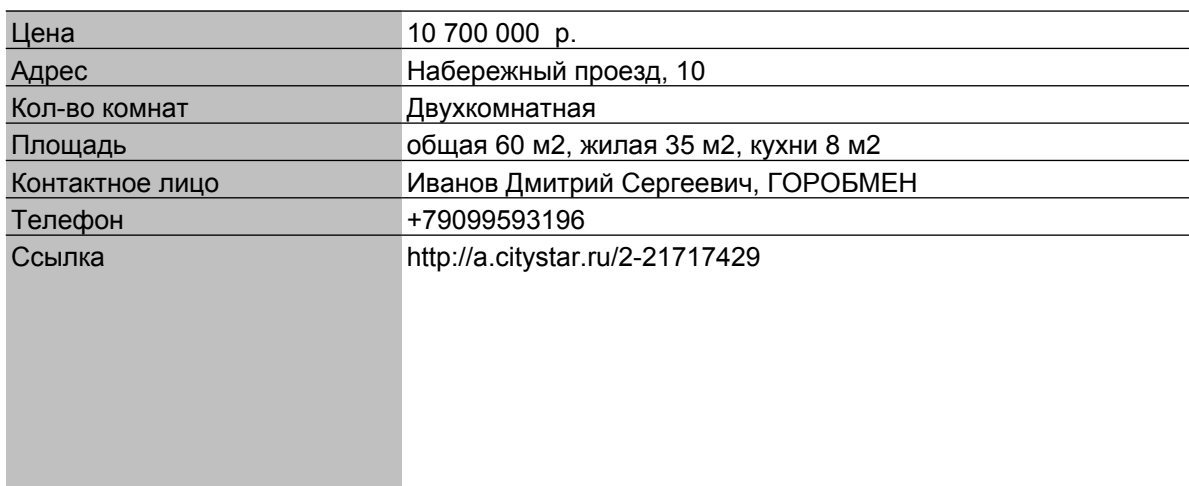 Цена 10 700 000 р.
Адрес Набережный проезд, 10
Кол-во комнат Двухкомнатная
Площадь общая 60 м2, жилая 35 м2, кухни 8 м2
Контактное лицо Иванов Дмитрий Сергеевич, ГОРОБМЕН
Телефон +79099593196
Ссылка http://a.citystar.ru/2-21717429